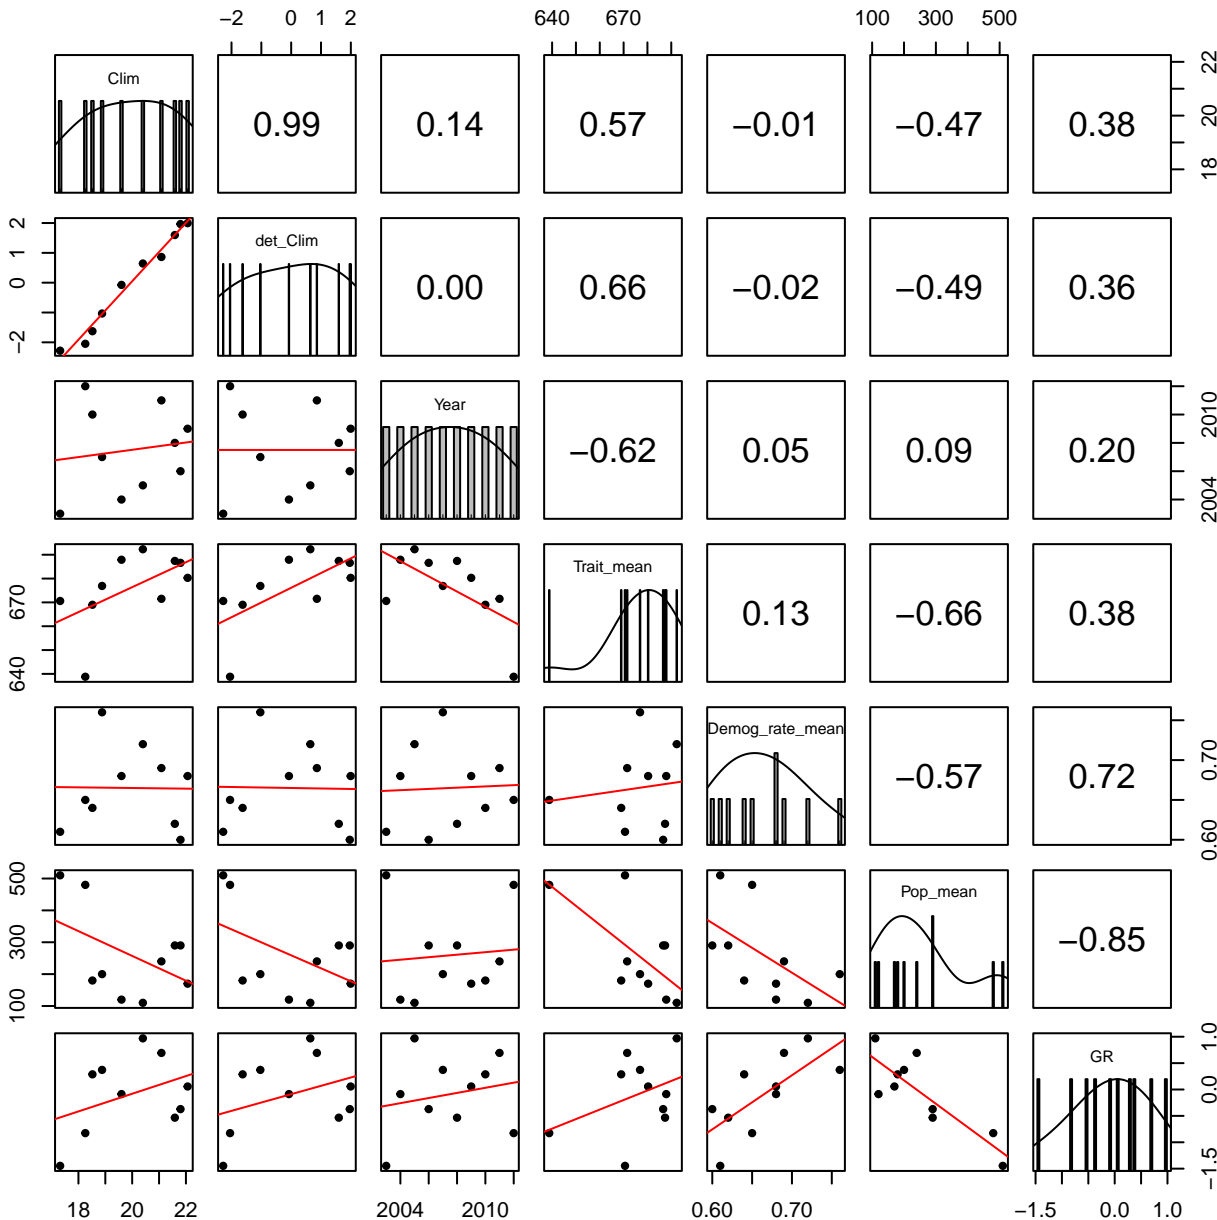 −2 0 1 2 640 670 100 300 500
Clim 0.99 0.14 0.57 −0.01 −0.47 0.38 18 20 22
−2 0 1 2 det_Clim 0.00 0.66 −0.02 −0.49 0.36
Year −0.62 0.05 0.09 0.20 2004 2010
640 670 Trait_mean 0.13 −0.66 0.38
Demog_rate_mean −0.57 0.72 0.60 0.70
100 300 500 Pop_mean −0.85
GR −1.5 0.0 1.0
18 20 22 2004 2010 0.60 0.70 −1.5 0.0 1.0